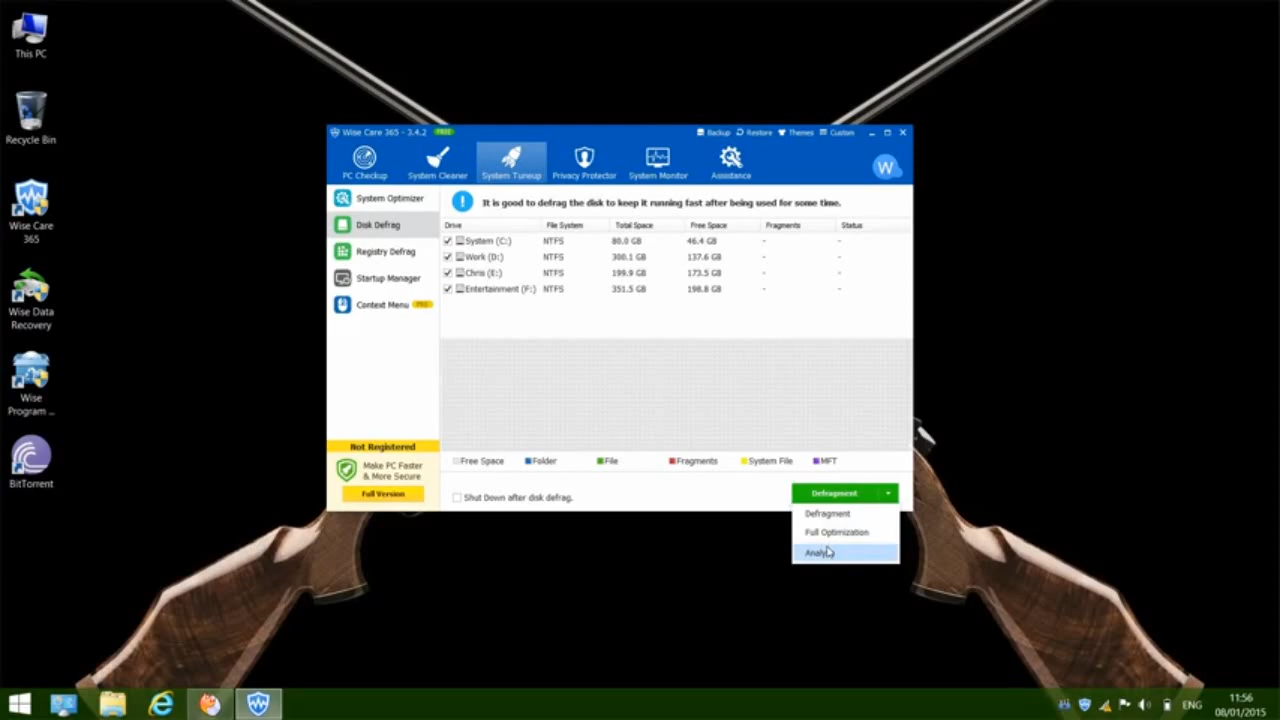 This PC
Recycle Bin
Wise Care
365
Wise Data
Recovery
Wise
Program ...
BitTorrent
Wise Care 365 - 3.4.2
Backup
Restore
Themes
Custom
PC Checkup
System Cleaner
System Tuneup
Privacy Protector
System Monitor
Assistance
W
System Optimizer
Disk Defrag
Registry Defrag
Startup Manager
Context Menu
It is good to defrag the disk to keep it running fast after being used for some time.
Drive File System Total Space Free Space Fragments Status
System (C:) NTFS 80.0 GB 46.4 GB - -
Work (D:) NTFS 300.1 GB 137.6 GB - -
Chris (E:) NTFS 199.9 GB 173.5 GB - -
Entertainment (F:) NTFS 351.5 GB 198.8 GB - -
Free Space Folder File Fragments System File MFT
Not Registered
Make PC Faster
& More Secure
Full Version
Shut Down after disk defrag.
Defragment
Defragment
Full Optimization
ENG
11:56
08/01/2015